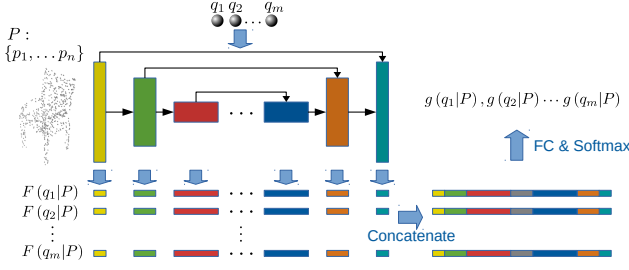 q₁ q₂ ... qₘ
P :
{p₁, ... pₙ}
...
g (q₁|P) , g (q₂|P) ⋯ g (qₘ|P)
FC & Softmax
F (q₁|P) ...
F (q₂|P) ...
⋮ ⋮
F (qₘ|P) ...
Concatenate